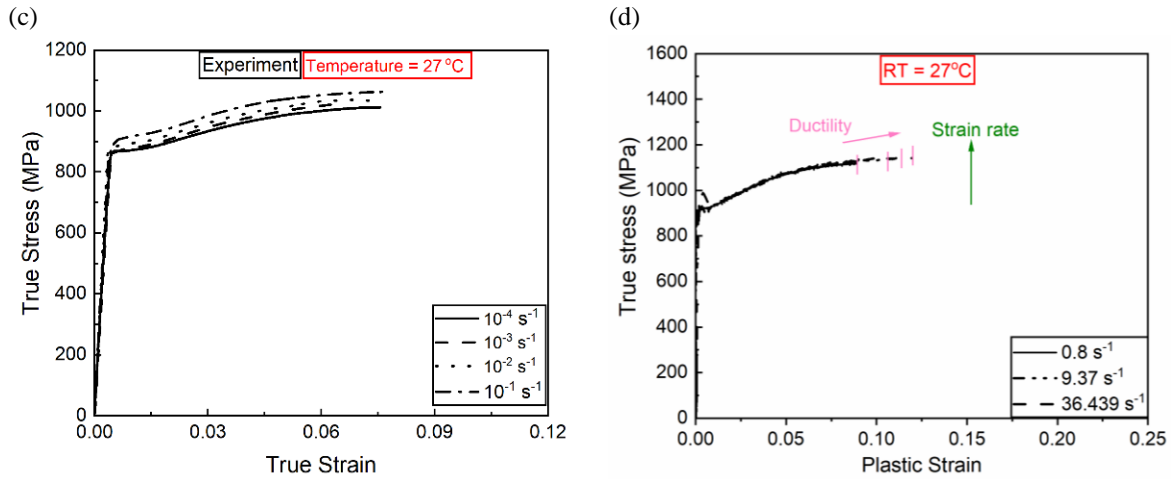 (c)
1200
1000
800
600
400
200
0
True Stress (MPa)
Experiment
Temperature = 27 °C
10⁻⁴ s⁻¹
10⁻³ s⁻¹
10⁻² s⁻¹
10⁻¹ s⁻¹
0.00 0.03 0.06 0.09 0.12
True Strain
(d)
1600
1400
1200
1000
800
600
400
200
0
True stress (MPa)
RT = 27°C
Ductility
Strain rate
0.8 s⁻¹
9.37 s⁻¹
36.439 s⁻¹
0.00 0.05 0.10 0.15 0.20 0.25
Plastic Strain